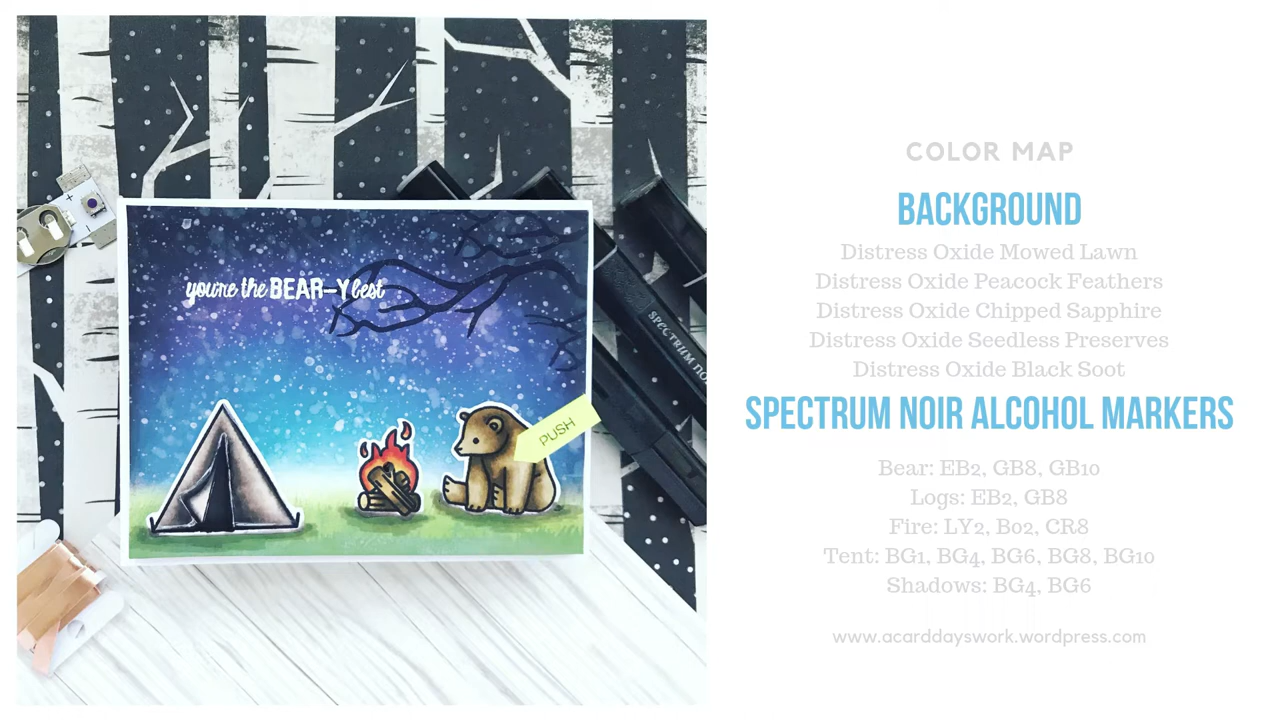 you're the BEAR-Y best
PUSH
SPECTRUM NO
COLOR MAP
BACKGROUND
Distress Oxide Mowed Lawn
Distress Oxide Peacock Feathers
Distress Oxide Chipped Sapphire
Distress Oxide Seedless Preserves
Distress Oxide Black Soot
SPECTRUM NOIR ALCOHOL MARKERS
Bear: EB2, GB8, GB10
Logs: EB2, GB8
Fire: LY2, B02, CR8
Tent: BG1, BG4, BG6, BG8, BG10
Shadows: BG4, BG6
www.acarddayswork.wordpress.com